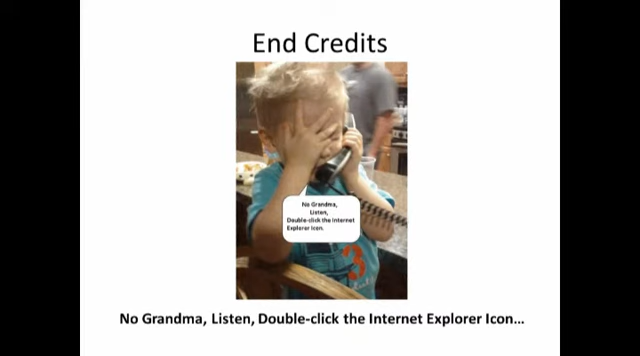 End Credits
No Grandma,
Listen,
Double-click the Internet
Explorer Icon.
3
No Grandma, Listen, Double-click the Internet Explorer Icon…